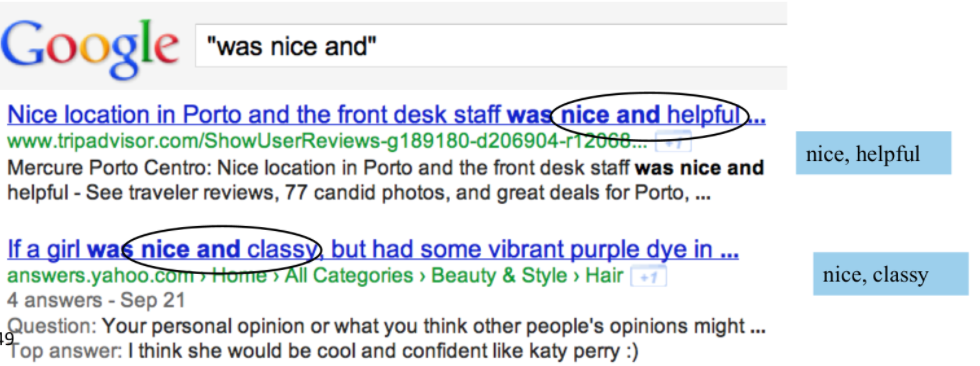 Google "was nice and"
Nice location in Porto and the front desk staff was nice and helpful ...
www.tripadvisor.com/ShowUserReviews-g189180-d206904-r12068... +1
nice, helpful
Mercure Porto Centro: Nice location in Porto and the front desk staff was nice and
helpful - See traveler reviews, 77 candid photos, and great deals for Porto, ...
If a girl was nice and classy, but had some vibrant purple dye in ...
answers.yahoo.com › Home › All Categories › Beauty & Style › Hair +1
nice, classy
4 answers - Sep 21
Question: Your personal opinion or what you think other people's opinions might ...
49
Top answer: I think she would be cool and confident like katy perry :)